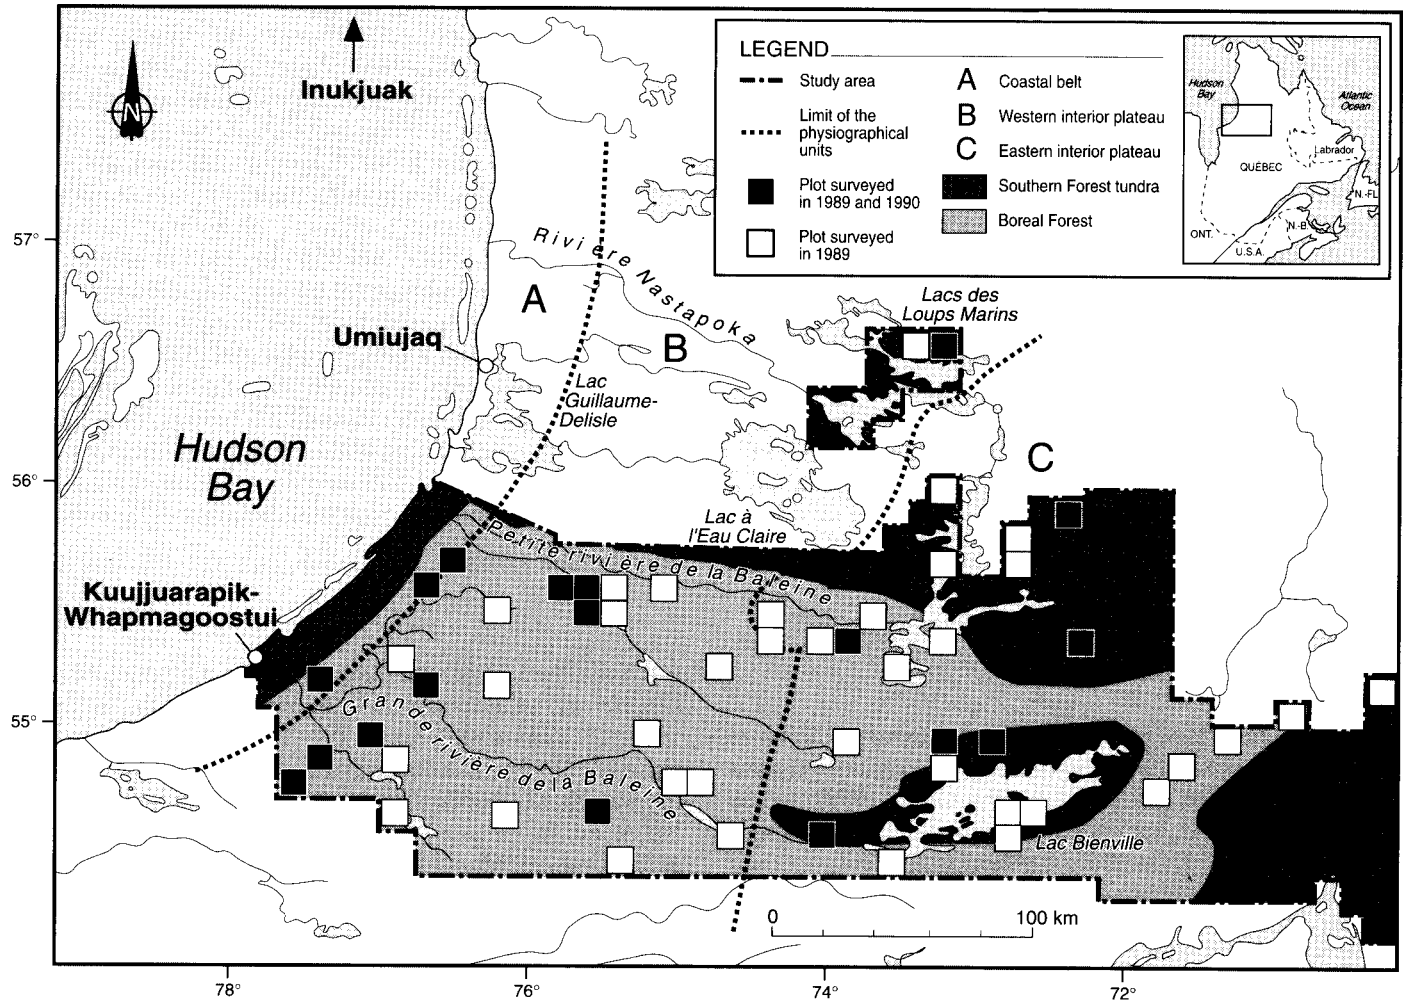 Inukjuak
N
LEGEND
Study area
Limit of the
physiographical
units
Plot surveyed
in 1989 and 1990
Plot surveyed
in 1989
A Coastal belt
B Western interior plateau
C Eastern interior plateau
Southern Forest tundra
Boreal Forest
Hudson
Bay
Atlantic
Ocean
Labrador
QUÉBEC
N.-FL
ONT.
N.-B.
U.S.A.
57°
Rivière Nastapoka
A
Umiujaq
B
Lacs des
Loups Marins
Lac
Guillaume-
Delisle
Hudson
Bay
C
56°
Lac à
l'Eau Claire
Petite rivière de la Baleine
Kuujjuarapik-
Whapmagoostui
55°
Grande rivière de la Baleine
Lac Bienville
0 100 km
78° 76° 74° 72°